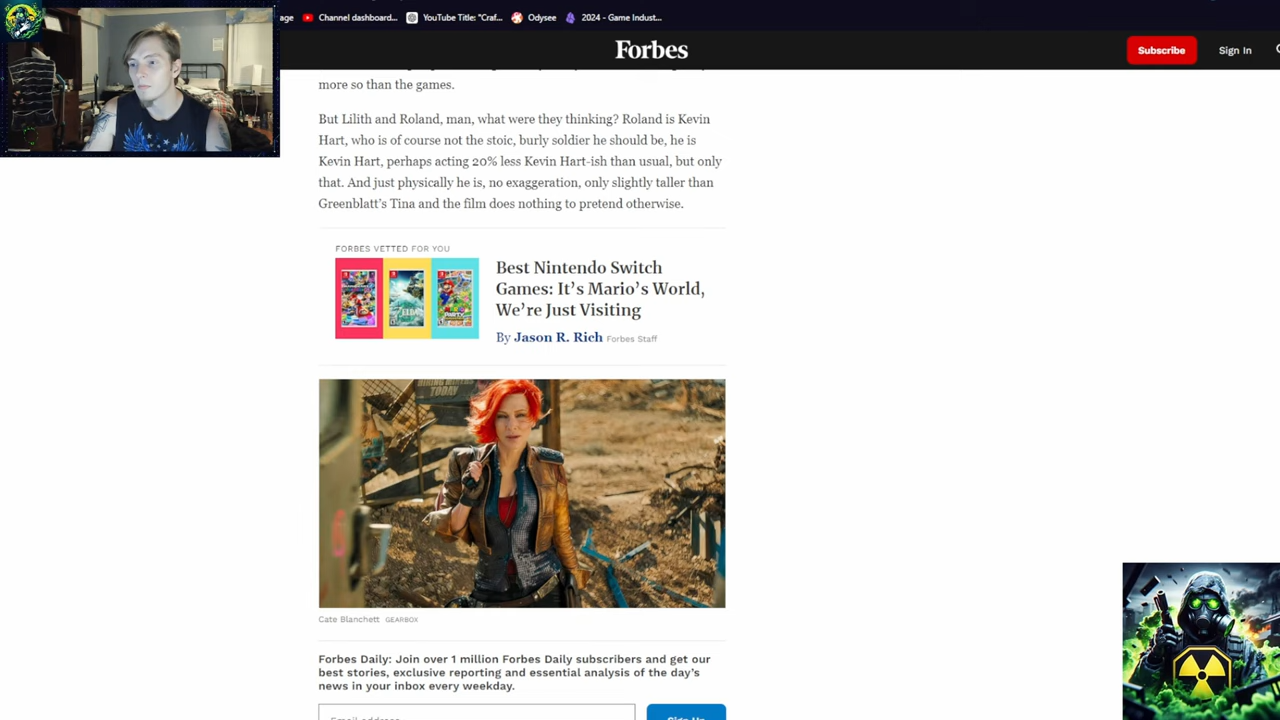 age
Channel dashboard...
YouTube Title: "Craf...
Odysee
2024 - Game Indust...
Forbes
Subscribe
Sign In
more so than the games.
But Lilith and Roland, man, what were they thinking? Roland is Kevin
Hart, who is of course not the stoic, burly soldier he should be, he is
Kevin Hart, perhaps acting 20% less Kevin Hart-ish than usual, but only
that. And just physically he is, no exaggeration, only slightly taller than
Greenblatt's Tina and the film does nothing to pretend otherwise.
FORBES VETTED FOR YOU
Best Nintendo Switch
Games: It's Mario's World,
We're Just Visiting
By Jason R. Rich Forbes Staff
TODAY
Cate Blanchett GEARBOX
Forbes Daily: Join over 1 million Forbes Daily subscribers and get our
best stories, exclusive reporting and essential analysis of the day's
news in your inbox every weekday.
Email address
Sign Up